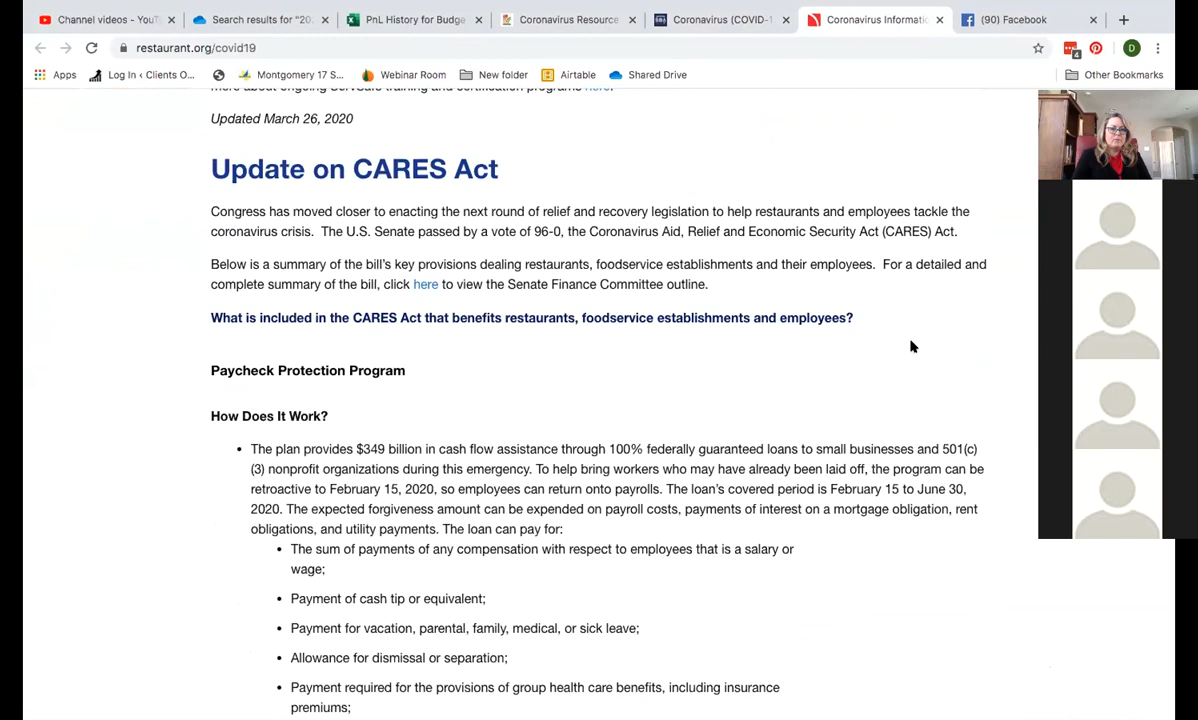 Channel videos - YouT
Search results for "20
PnL History for Budge
Coronavirus Resource
Coronavirus (COVID-1
Coronavirus Informati
(90) Facebook
restaurant.org/covid19
4
D
Apps
Log In ‹ Clients O...
Montgomery 17 S...
Webinar Room
New folder
Airtable
Shared Drive
Other Bookmarks
more about ongoing ServSafe training and certification programs here.
Updated March 26, 2020
Update on CARES Act
Congress has moved closer to enacting the next round of relief and recovery legislation to help restaurants and employees tackle the
coronavirus crisis. The U.S. Senate passed by a vote of 96-0, the Coronavirus Aid, Relief and Economic Security Act (CARES) Act.
Below is a summary of the bill's key provisions dealing restaurants, foodservice establishments and their employees. For a detailed and
complete summary of the bill, click here to view the Senate Finance Committee outline.
What is included in the CARES Act that benefits restaurants, foodservice establishments and employees?
Paycheck Protection Program
How Does It Work?
• The plan provides $349 billion in cash flow assistance through 100% federally guaranteed loans to small businesses and 501(c)
(3) nonprofit organizations during this emergency. To help bring workers who may have already been laid off, the program can be
retroactive to February 15, 2020, so employees can return onto payrolls. The loan's covered period is February 15 to June 30,
2020. The expected forgiveness amount can be expended on payroll costs, payments of interest on a mortgage obligation, rent
obligations, and utility payments. The loan can pay for:
• The sum of payments of any compensation with respect to employees that is a salary or
wage;
• Payment of cash tip or equivalent;
• Payment for vacation, parental, family, medical, or sick leave;
• Allowance for dismissal or separation;
• Payment required for the provisions of group health care benefits, including insurance
premiums;